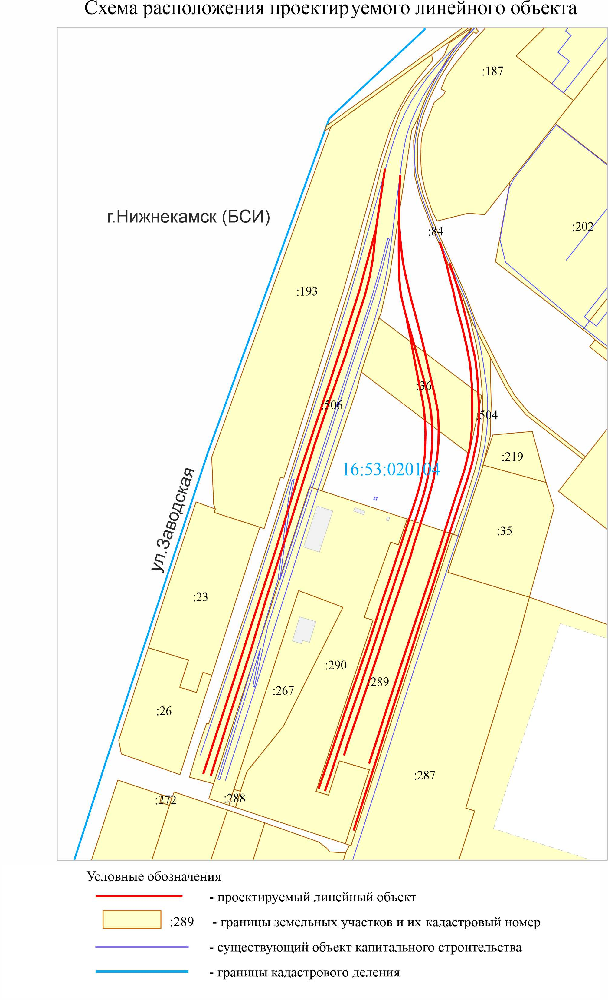 Схема расположения проектируемого линейного объекта
:187
г.Нижнекамск (БСИ)
:202
:84
:193
:36
:506
:504
:219
16:53:020104
ул.Заводская
:35
:23
:290
:289
:267
:26
:287
:288
:272
Условные обозначения
- проектируемый линейный объект
:289 - границы земельных участков и их кадастровый номер
- существующий объект капитального строительства
- границы кадастрового деления